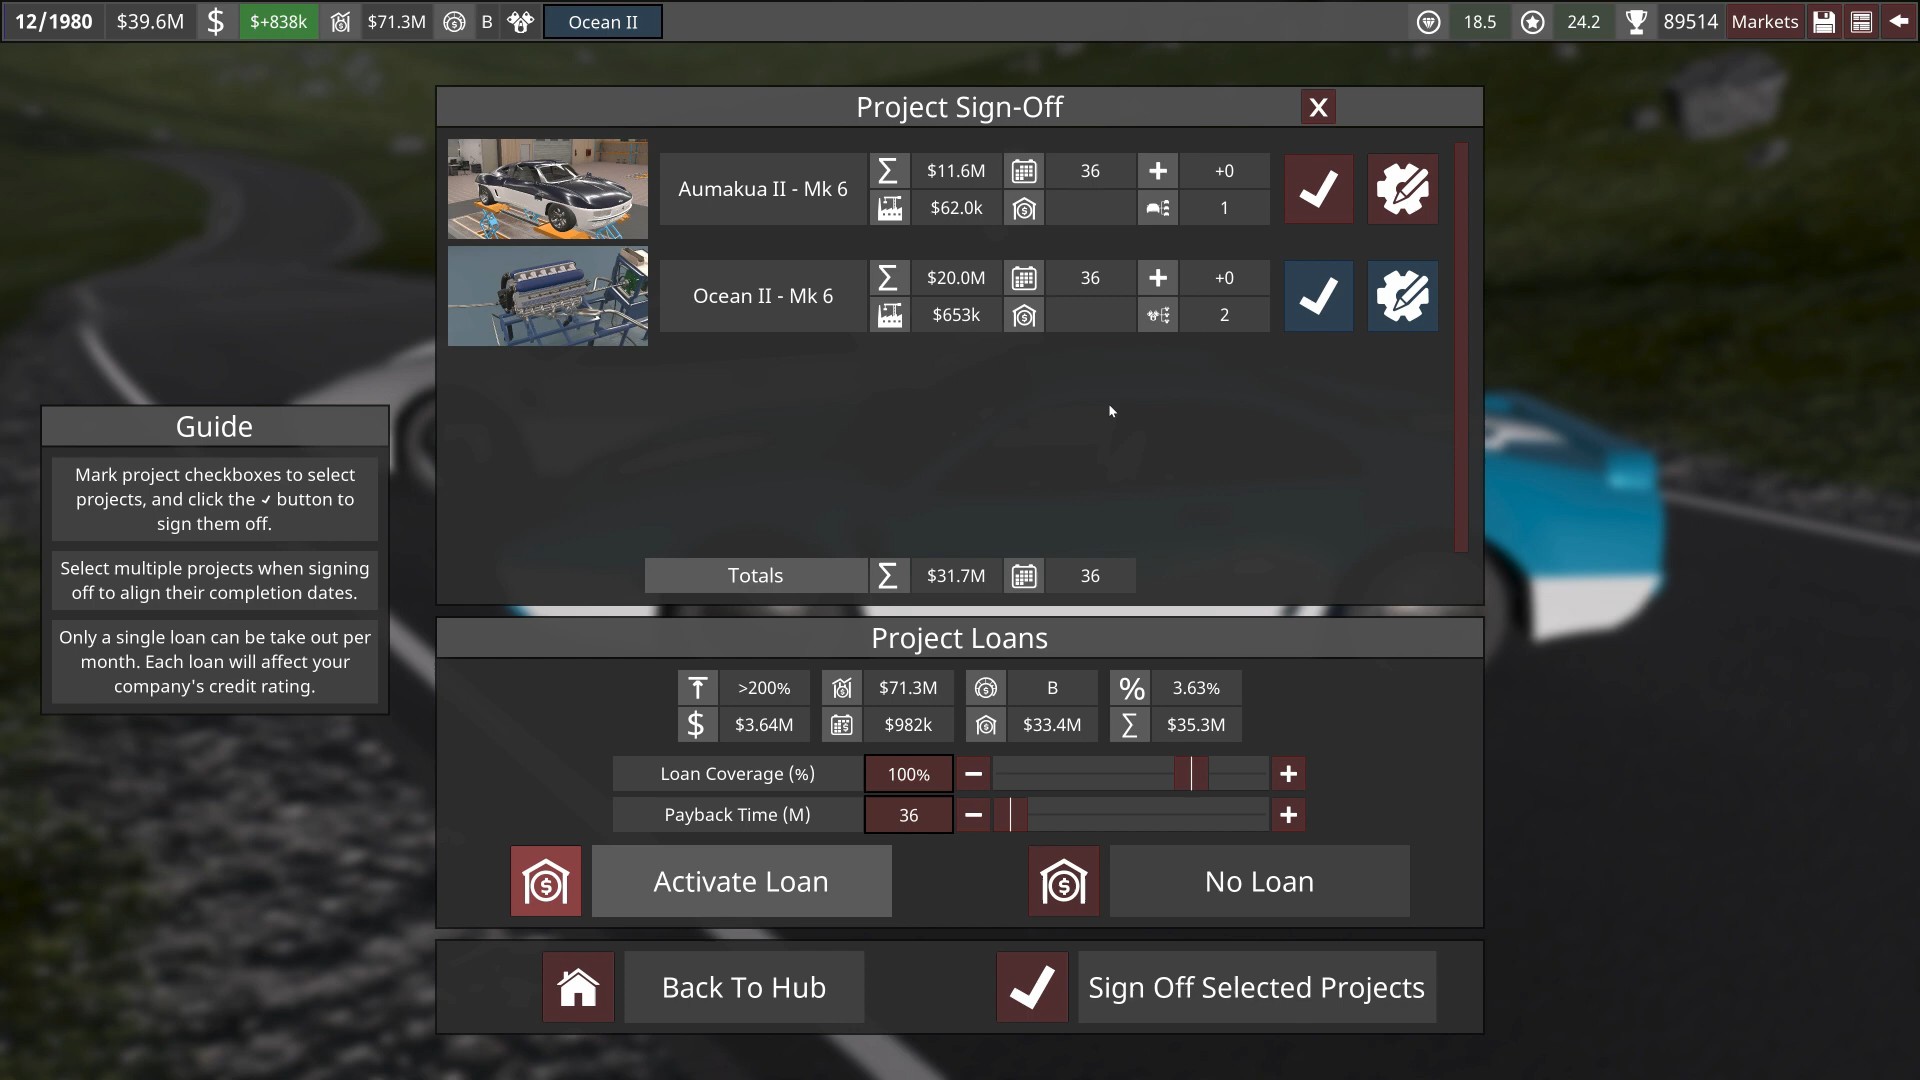 12/1980 $39.6M $+838k $71.3M B Ocean II 18.5 24.2 89514 Markets
Project Sign-Off X
Aumakua II - Mk 6 Σ $11.6M 36 +0
$62.0k 1
Ocean II - Mk 6 Σ $20.0M 36 +0
$653k 2
Totals Σ $31.7M 36
Guide
Mark project checkboxes to select
projects, and click the ✓ button to
sign them off.
Select multiple projects when signing
off to align their completion dates.
Only a single loan can be take out per
month. Each loan will affect your
company's credit rating.
Project Loans
>200% $71.3M B % 3.63%
$ $3.64M $982k $33.4M Σ $35.3M
Loan Coverage (%) 100%
Payback Time (M) 36
Activate Loan No Loan
Back To Hub Sign Off Selected Projects